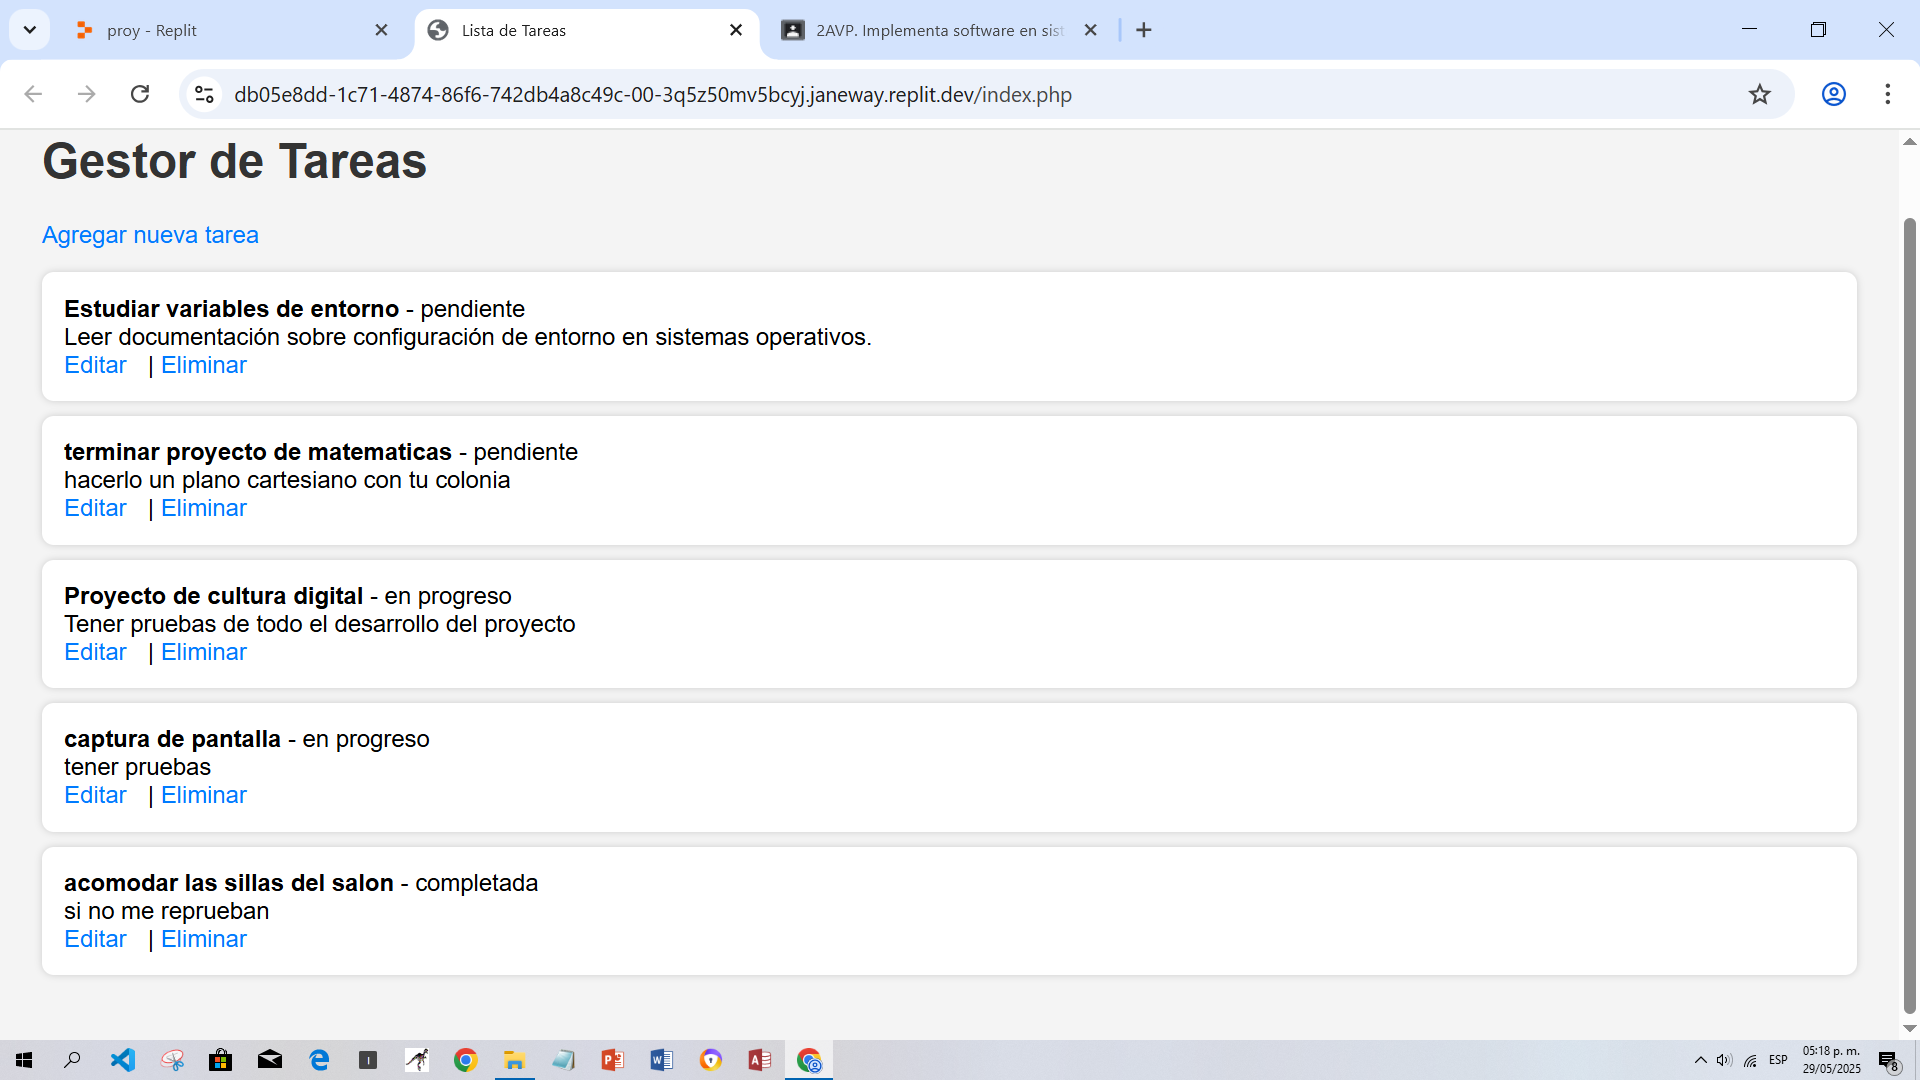 proy - Replit
Lista de Tareas
2AVP. Implementa software en sist
db05e8dd-1c71-4874-86f6-742db4a8c49c-00-3q5z50mv5bcyj.janeway.replit.dev/index.php
Gestor de Tareas
Agregar nueva tarea
Estudiar variables de entorno - pendiente
Leer documentación sobre configuración de entorno en sistemas operativos.
Editar | Eliminar
terminar proyecto de matematicas - pendiente
hacerlo un plano cartesiano con tu colonia
Editar | Eliminar
Proyecto de cultura digital - en progreso
Tener pruebas de todo el desarrollo del proyecto
Editar | Eliminar
captura de pantalla - en progreso
tener pruebas
Editar | Eliminar
acomodar las sillas del salon - completada
si no me reprueban
Editar | Eliminar
ESP
05:18 p. m.
29/05/2025
8